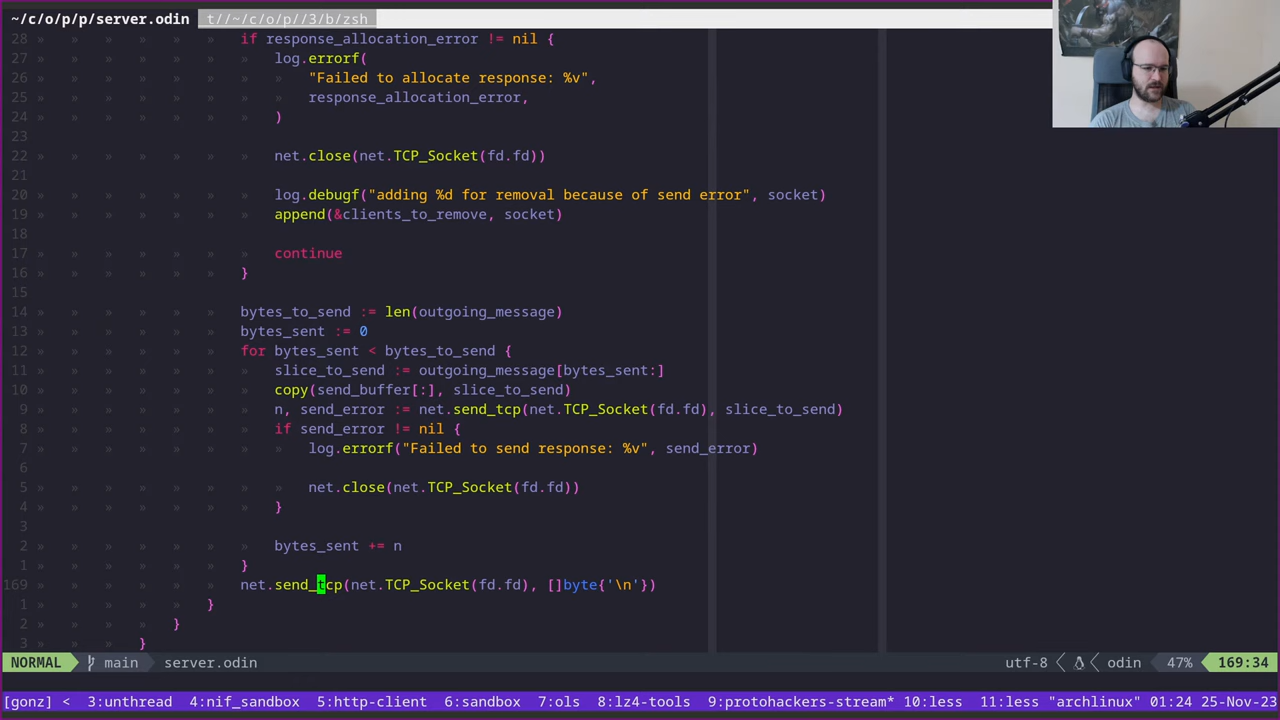 ~/c/o/p/p/server.odin t//~/c/o/p//3/b/zsh
28 » » » » » » if response_allocation_error != nil {
27 » » » » » » » log.errorf(
26 » » » » » » » » "Failed to allocate response: %v",
25 » » » » » » » » response_allocation_error,
24 » » » » » » » )
23
22 » » » » » » » net.close(net.TCP_Socket(fd.fd))
21
20 » » » » » » » log.debugf("adding %d for removal because of send error", socket)
19 » » » » » » » append(&clients_to_remove, socket)
18
17 » » » » » » » continue
16 » » » » » » }
15
14 » » » » » » bytes_to_send := len(outgoing_message)
13 » » » » » » bytes_sent := 0
12 » » » » » » for bytes_sent < bytes_to_send {
11 » » » » » » » slice_to_send := outgoing_message[bytes_sent:]
10 » » » » » » » copy(send_buffer[:], slice_to_send)
9 » » » » » » » n, send_error := net.send_tcp(net.TCP_Socket(fd.fd), slice_to_send)
8 » » » » » » » if send_error != nil {
7 » » » » » » » » log.errorf("Failed to send response: %v", send_error)
6
5 » » » » » » » » net.close(net.TCP_Socket(fd.fd))
4 » » » » » » » }
3
2 » » » » » » » bytes_sent += n
1 » » » » » » }
169 » » » » » » net.send_tcp(net.TCP_Socket(fd.fd), []byte{'\n'})
1 » » » » » }
2 » » » » }
3 » » » }
NORMAL main server.odin utf-8 odin 47% 169:34
[gonz] < 3:unthread 4:nif_sandbox 5:http-client 6:sandbox 7:ols 8:lz4-tools 9:protohackers-stream* 10:less 11:less "archlinux" 01:24 25-Nov-23